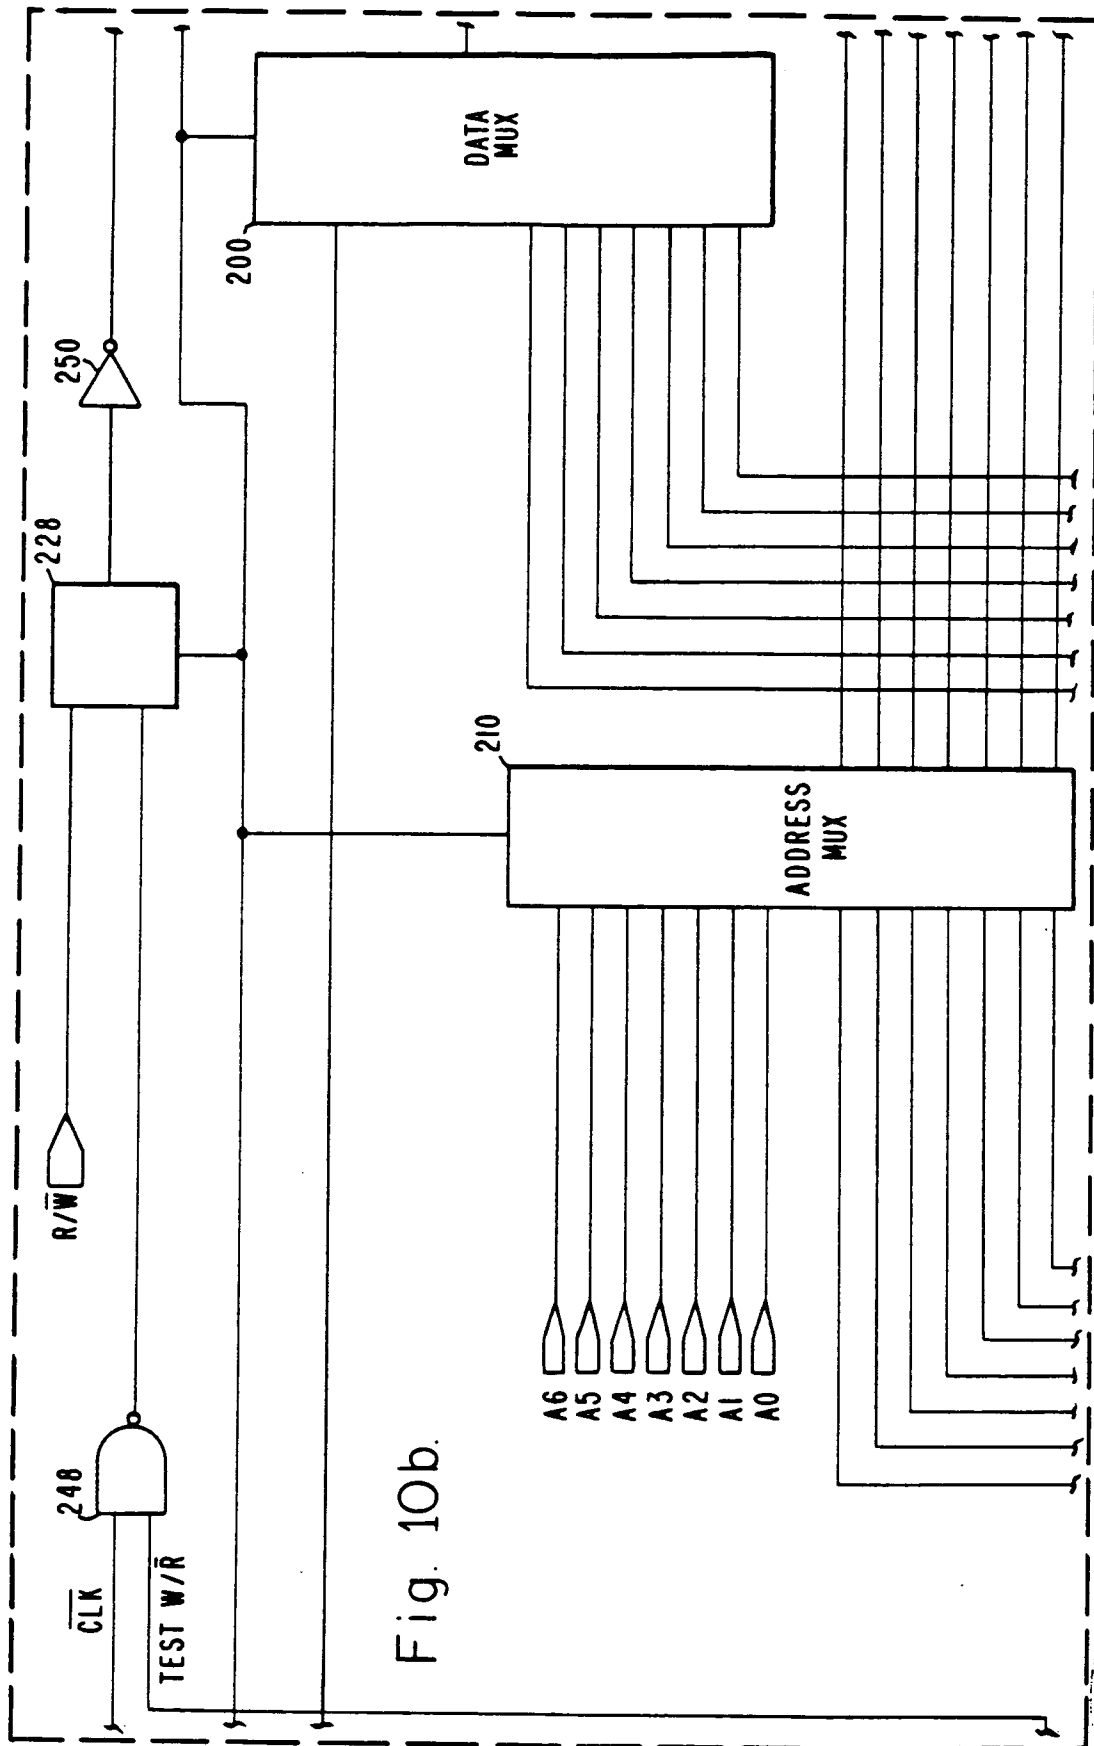 C̅L̅K̅
TEST W/R̅
248
R/W̅
228
250
200
DATA
MUX
210
ADDRESS
MUX
A6
A5
A4
A3
A2
A1
A0
Fig. 10b.